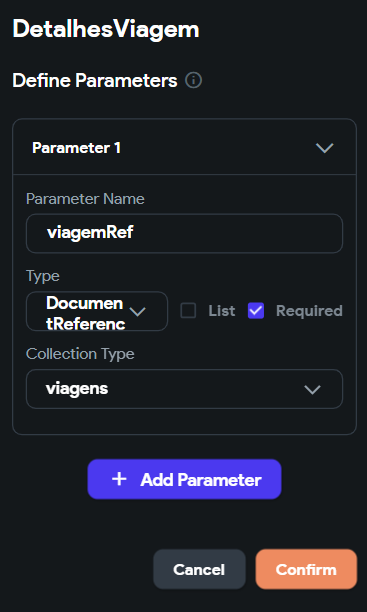 DetalhesViagem
Define Parameters
Parameter 1
Parameter Name
viagemRef
Type
Documen
tReferenc
List
Required
Collection Type
viagens
+ Add Parameter
Cancel
Confirm